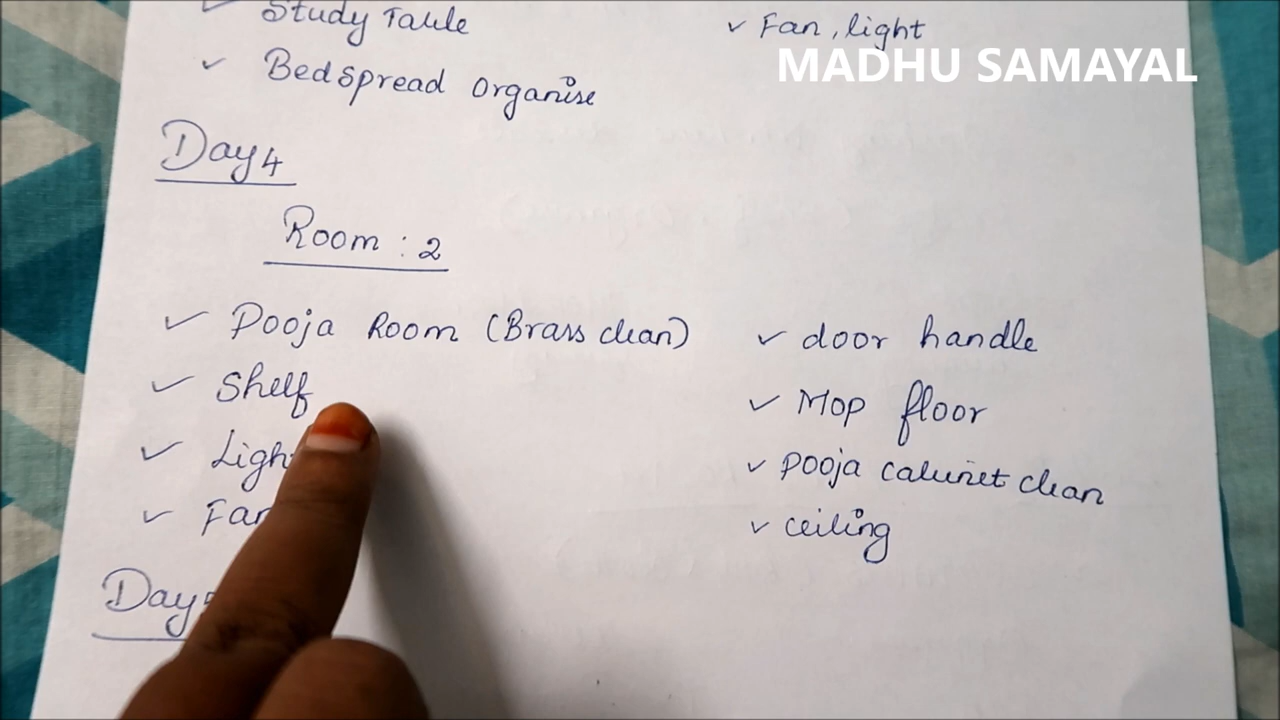 Study Table
✓ Fan, light
MADHU SAMAYAL
✓ Bedspread organise
Day 4
Room : 2
✓ Pooja Room (Brass clean)
✓ door handle
✓ Shelf
✓ Mop floor
✓ Pooja cabinet clean
✓ ceiling
Day